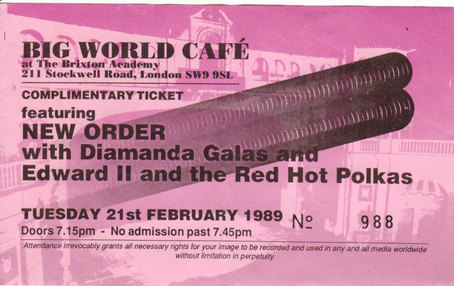 BIG WORLD CAFÉ
at The Brixton Academy
211 Stockwell Road, London SW9 9SL
COMPLIMENTARY TICKET
featuring
NEW ORDER
with Diamanda Galas and
Edward II and the Red Hot Polkas
TUESDAY 21st FEBRUARY 1989 Nº 988
Doors 7.15pm - No admission past 7.45pm
Attendance irrevocably grants all necessary rights for your image to be recorded and used in any and all media worldwide
without limitation in perpetuity